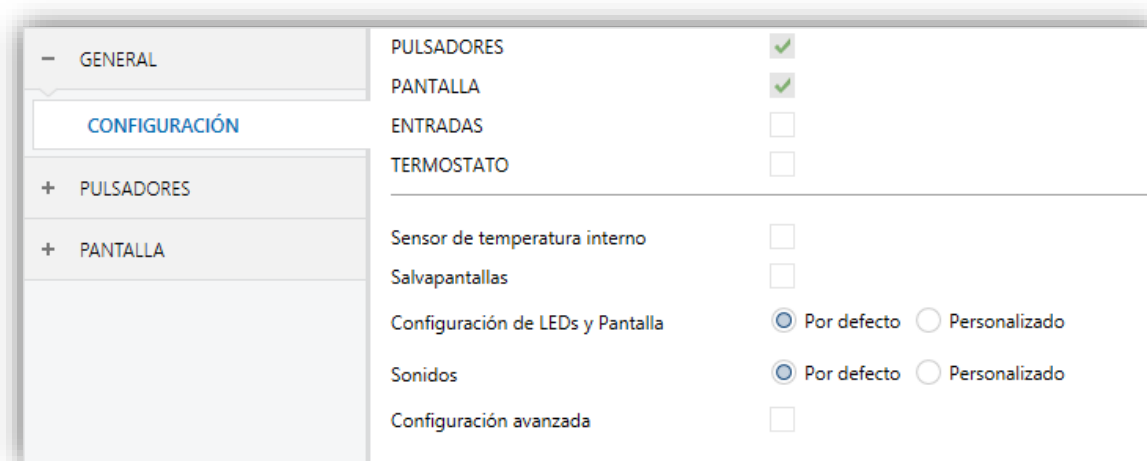 GENERAL
CONFIGURACIÓN
PULSADORES
PANTALLA
PULSADORES
PANTALLA
ENTRADAS
TERMOSTATO
Sensor de temperatura interno
Salvapantallas
Configuración de LEDs y Pantalla Por defecto Personalizado
Sonidos Por defecto Personalizado
Configuración avanzada